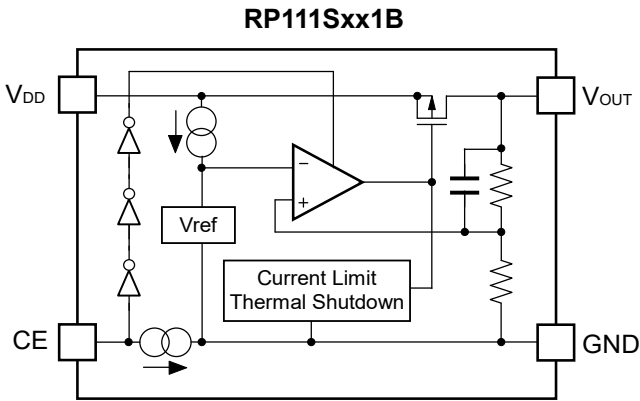 RP111Sxx1B
VDD
VOUT
−
+
Vref
Current Limit
Thermal Shutdown
CE
GND